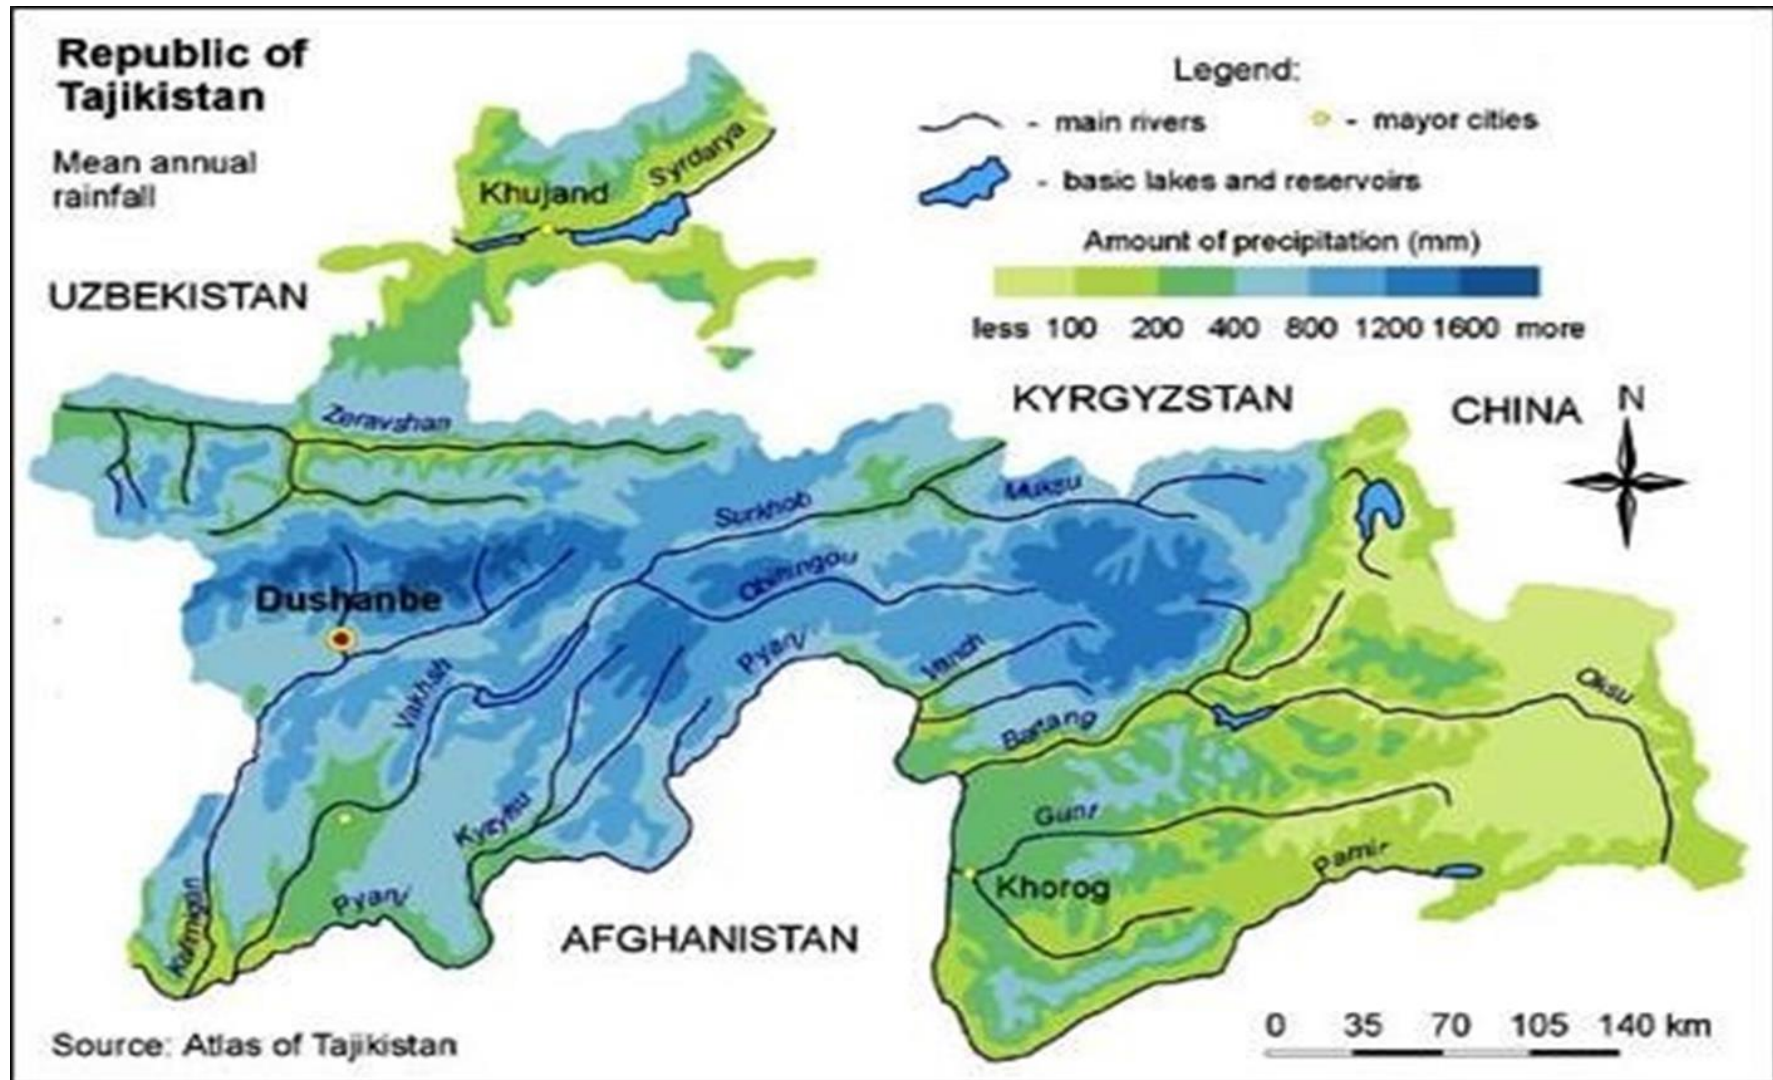 Republic of
Tajikistan
Mean annual
rainfall
Legend:
- main rivers
- mayor cities
- basic lakes and reservoirs
Amount of precipitation (mm)
less 100 200 400 800 1200 1600 more
Khujand
Syrdarya
UZBEKISTAN
KYRGYZSTAN
CHINA
N
Zeravshan
Surkhob
Muksu
Obihingou
Dushanbe
Vakhsh
Pyanj
Vanch
Bartang
Oksu
Kyzylsu
Gunt
Pamir
Khorog
Kafirnigan
Pyanj
AFGHANISTAN
Source: Atlas of Tajikistan
0 35 70 105 140 km